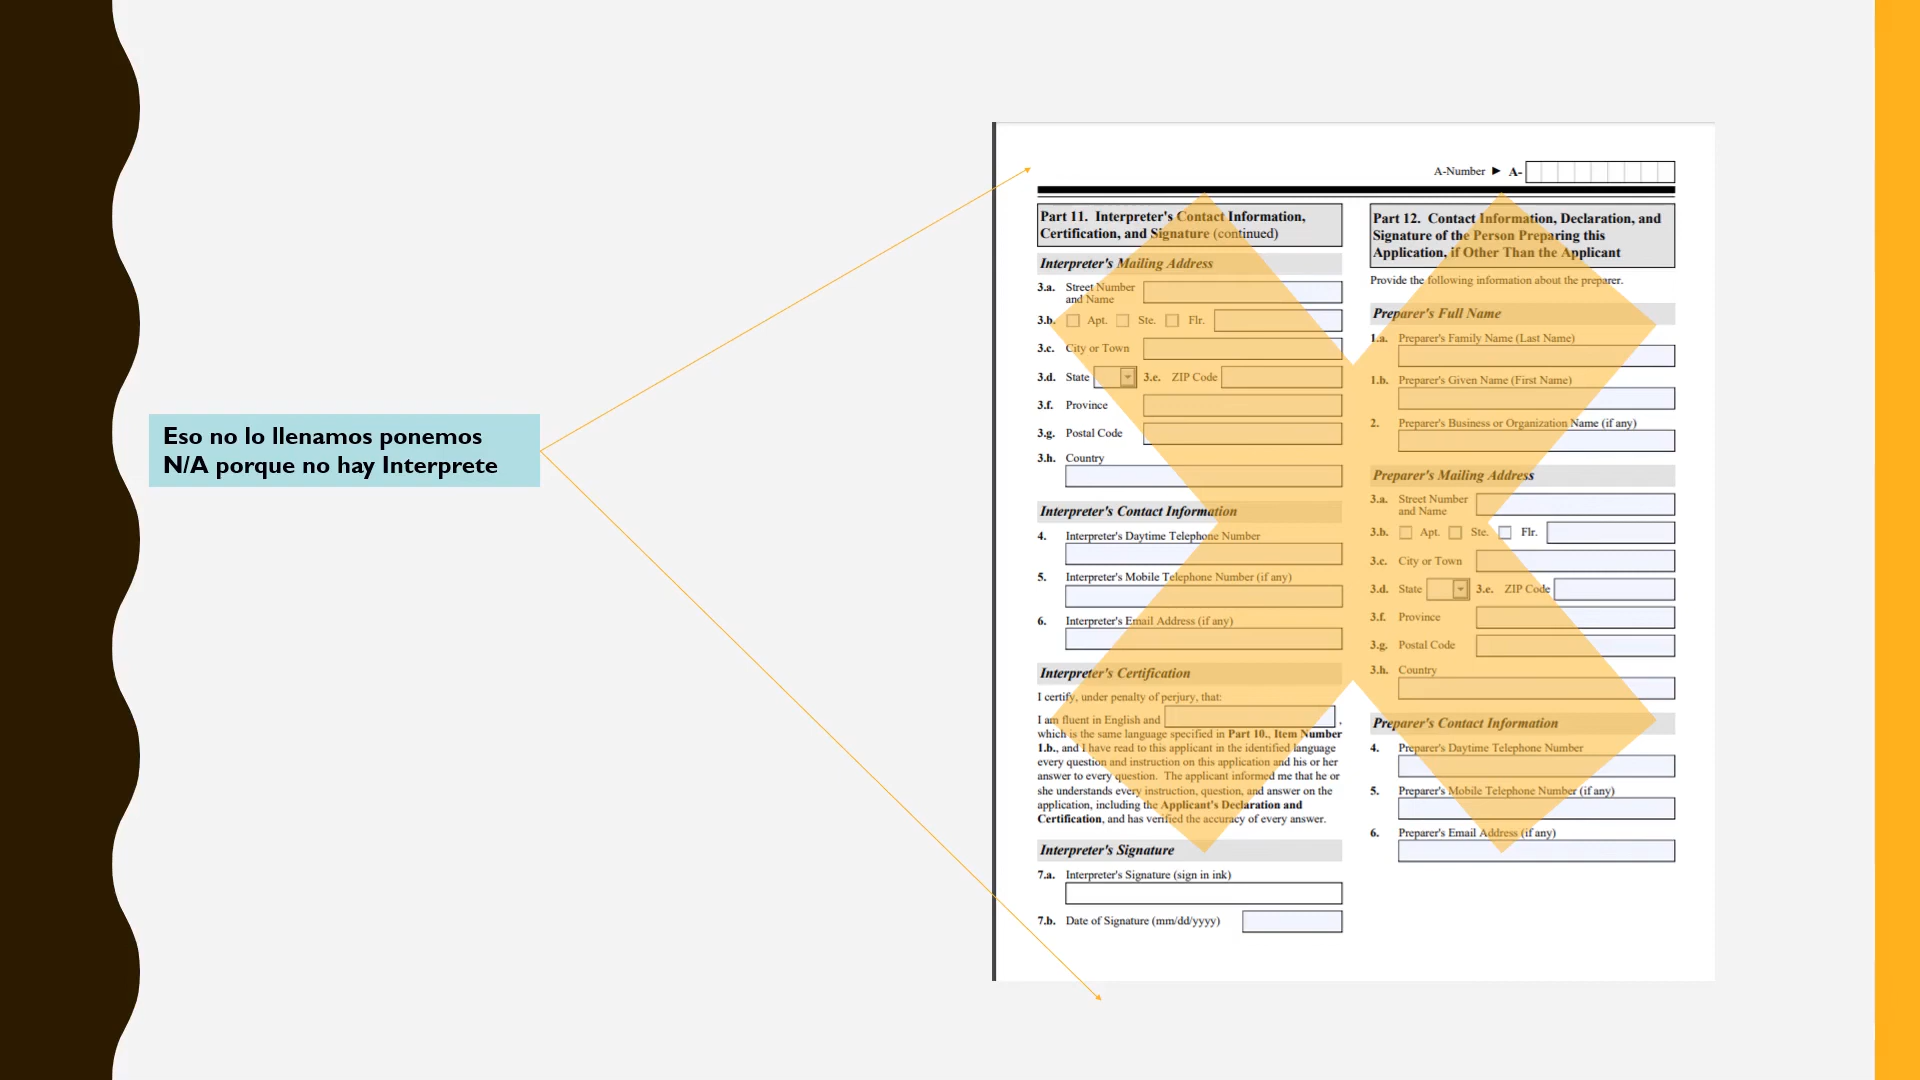 Eso no lo llenamos ponemos
N/A porque no hay Interprete
A-Number ► A-
Part 11. Interpreter's Contact Information,
Certification, and Signature (continued)
Interpreter's Mailing Address
3.a. Street Number
and Name
3.b. Apt. Ste. Flr.
3.c. City or Town
3.d. State 3.e. ZIP Code
3.f. Province
3.g. Postal Code
3.h. Country
Interpreter's Contact Information
4. Interpreter's Daytime Telephone Number
5. Interpreter's Mobile Telephone Number (if any)
6. Interpreter's Email Address (if any)
Interpreter's Certification
I certify, under penalty of perjury, that:
I am fluent in English and ,
which is the same language specified in Part 10., Item Number
1.b., and I have read to this applicant in the identified language
every question and instruction on this application and his or her
answer to every question. The applicant informed me that he or
she understands every instruction, question, and answer on the
application, including the Applicant's Declaration and
Certification, and has verified the accuracy of every answer.
Interpreter's Signature
7.a. Interpreter's Signature (sign in ink)
7.b. Date of Signature (mm/dd/yyyy)
Part 12. Contact Information, Declaration, and
Signature of the Person Preparing this
Application, if Other Than the Applicant
Provide the following information about the preparer.
Preparer's Full Name
1.a. Preparer's Family Name (Last Name)
1.b. Preparer's Given Name (First Name)
2. Preparer's Business or Organization Name (if any)
Preparer's Mailing Address
3.a. Street Number
and Name
3.b. Apt. Ste. Flr.
3.c. City or Town
3.d. State 3.e. ZIP Code
3.f. Province
3.g. Postal Code
3.h. Country
Preparer's Contact Information
4. Preparer's Daytime Telephone Number
5. Preparer's Mobile Telephone Number (if any)
6. Preparer's Email Address (if any)